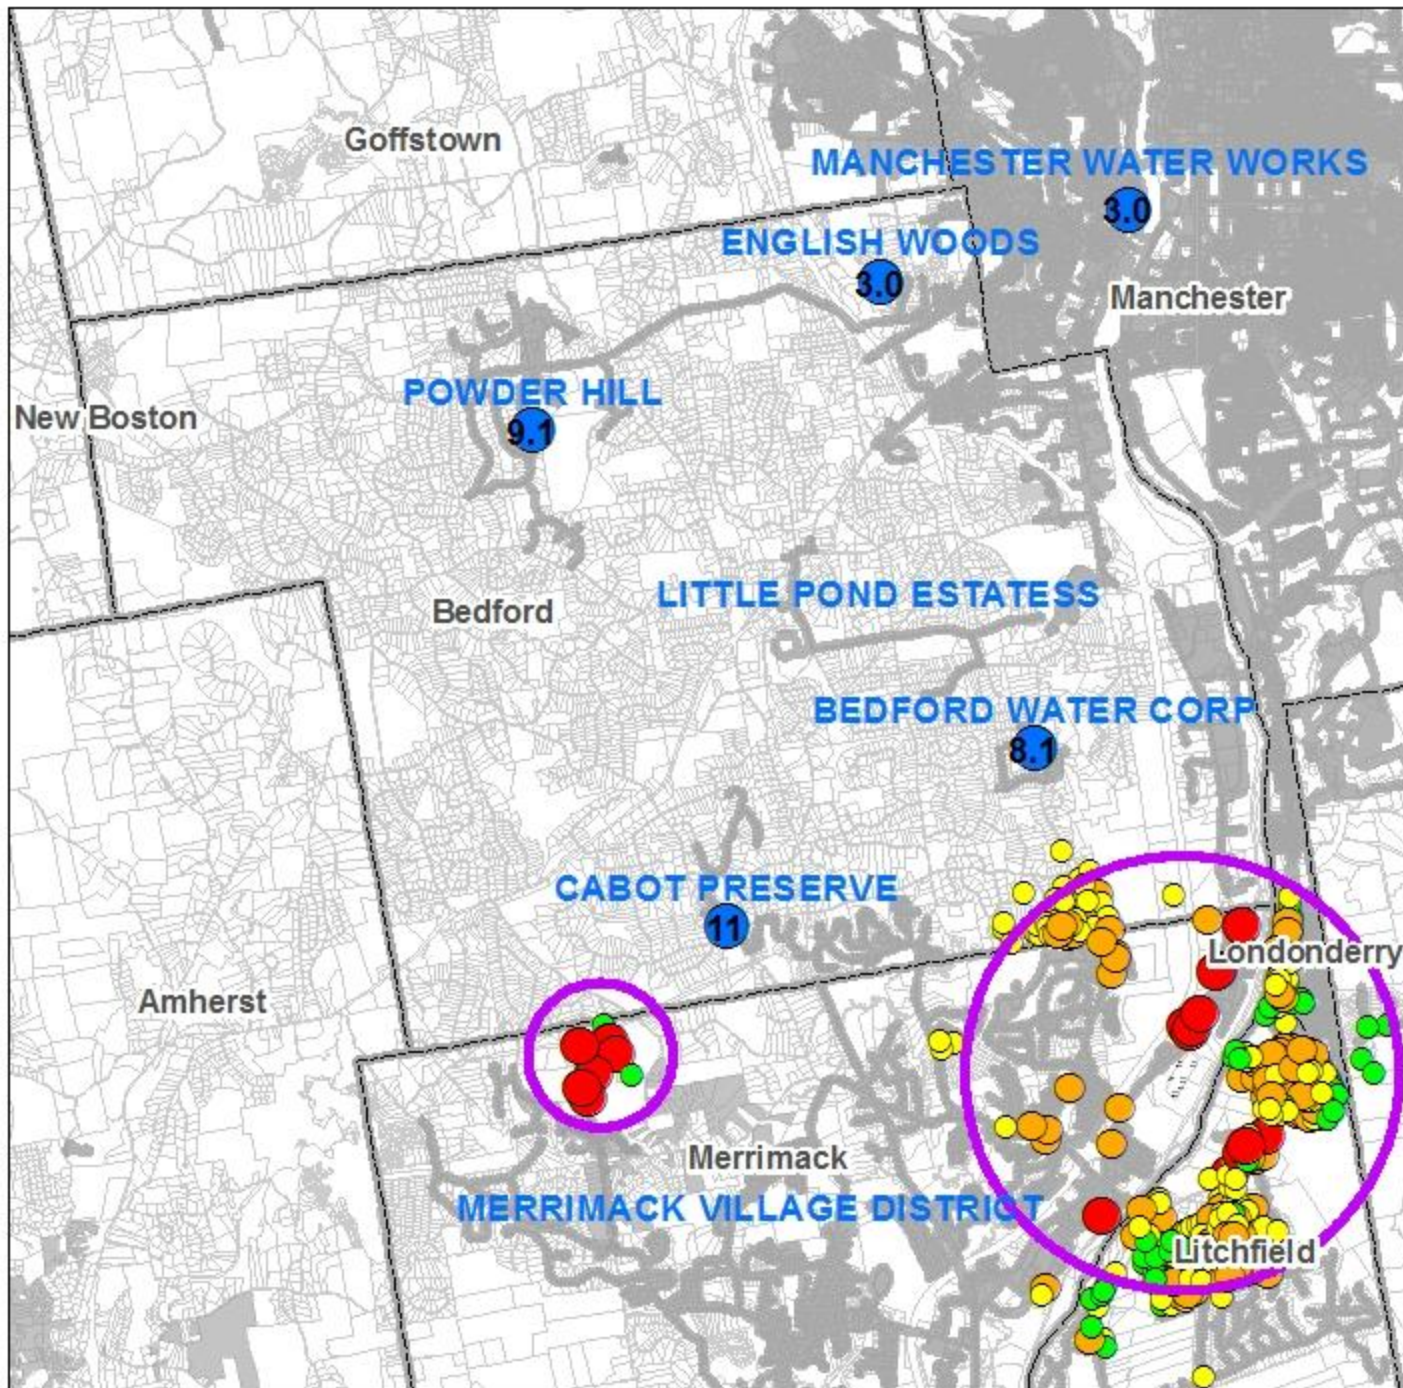 Goffstown
MANCHESTER WATER WORKS
3.0
ENGLISH WOODS
3.0
Manchester
POWDER HILL
New Boston
9.1
LITTLE POND ESTATESS
Bedford
BEDFORD WATER CORP
8.1
CABOT PRESERVE
11
Londonderry
Amherst
Merrimack
MERRIMACK VILLAGE DISTRICT
Litchfield